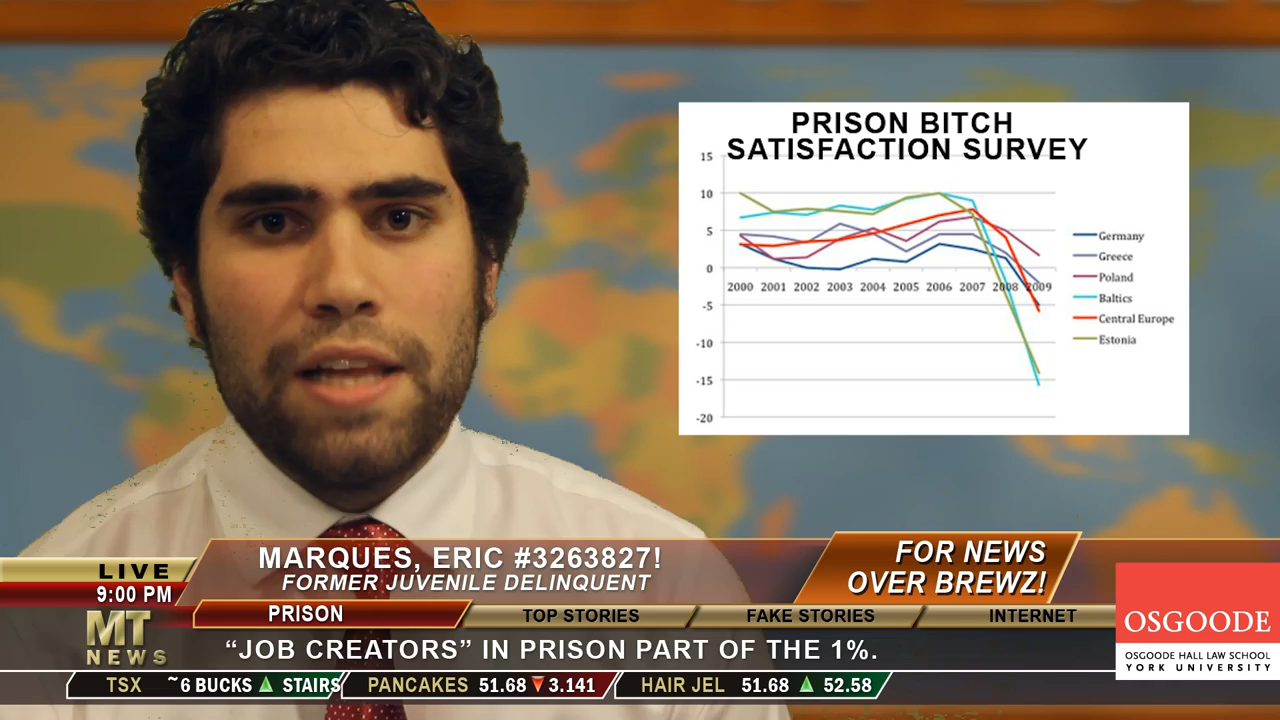 PRISON BITCH
SATISFACTION SURVEY
15
10
5
0
-5
-10
-15
-20
2000 2001 2002 2003 2004 2005 2006 2007 2008 2009
Germany
Greece
Poland
Baltics
Central Europe
Estonia
MARQUES, ERIC #3263827!
FORMER JUVENILE DELINQUENT
FOR NEWS
OVER BREWZ!
LIVE
9:00 PM
MT
NEWS
PRISON TOP STORIES FAKE STORIES INTERNET
“JOB CREATORS” IN PRISON PART OF THE 1%.
TSX ~6 BUCKS ▲ STAIRS PANCAKES 51.68 ▼ 3.141 HAIR JEL 51.68 ▲ 52.58
OSGOODE
OSGOODE HALL LAW SCHOOL
YORK UNIVERSITY